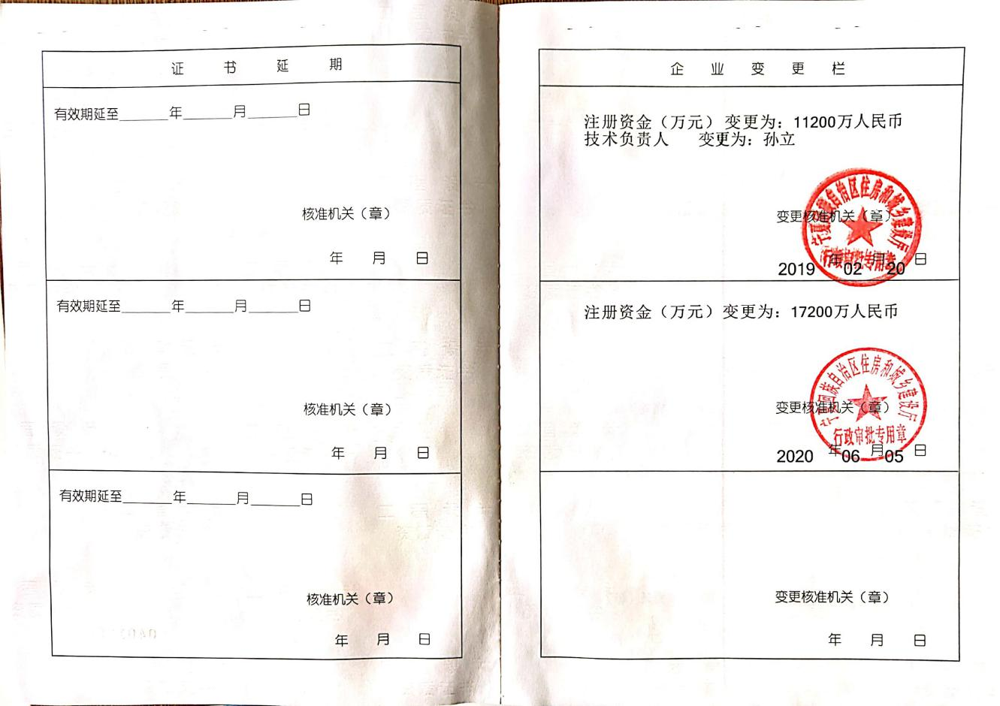 证 书 延 期
有效期延至______年______月______日
核准机关（章）
年 月 日
有效期延至______年______月______日
核准机关（章）
年 月 日
有效期延至______年______月______日
核准机关（章）
年 月 日
企 业 变 更 栏
注册资金（万元）变更为：11200万人民币
技术负责人 变更为：孙立
宁夏回族自治区住房和城乡建设厅
变更核准机关（章）
行政审批专用章
2019 年 02 月 20 日
注册资金（万元）变更为：17200万人民币
宁夏回族自治区住房和城乡建设厅
变更核准机关（章）
行政审批专用章
2020 年 06 月 05 日
变更核准机关（章）
年 月 日